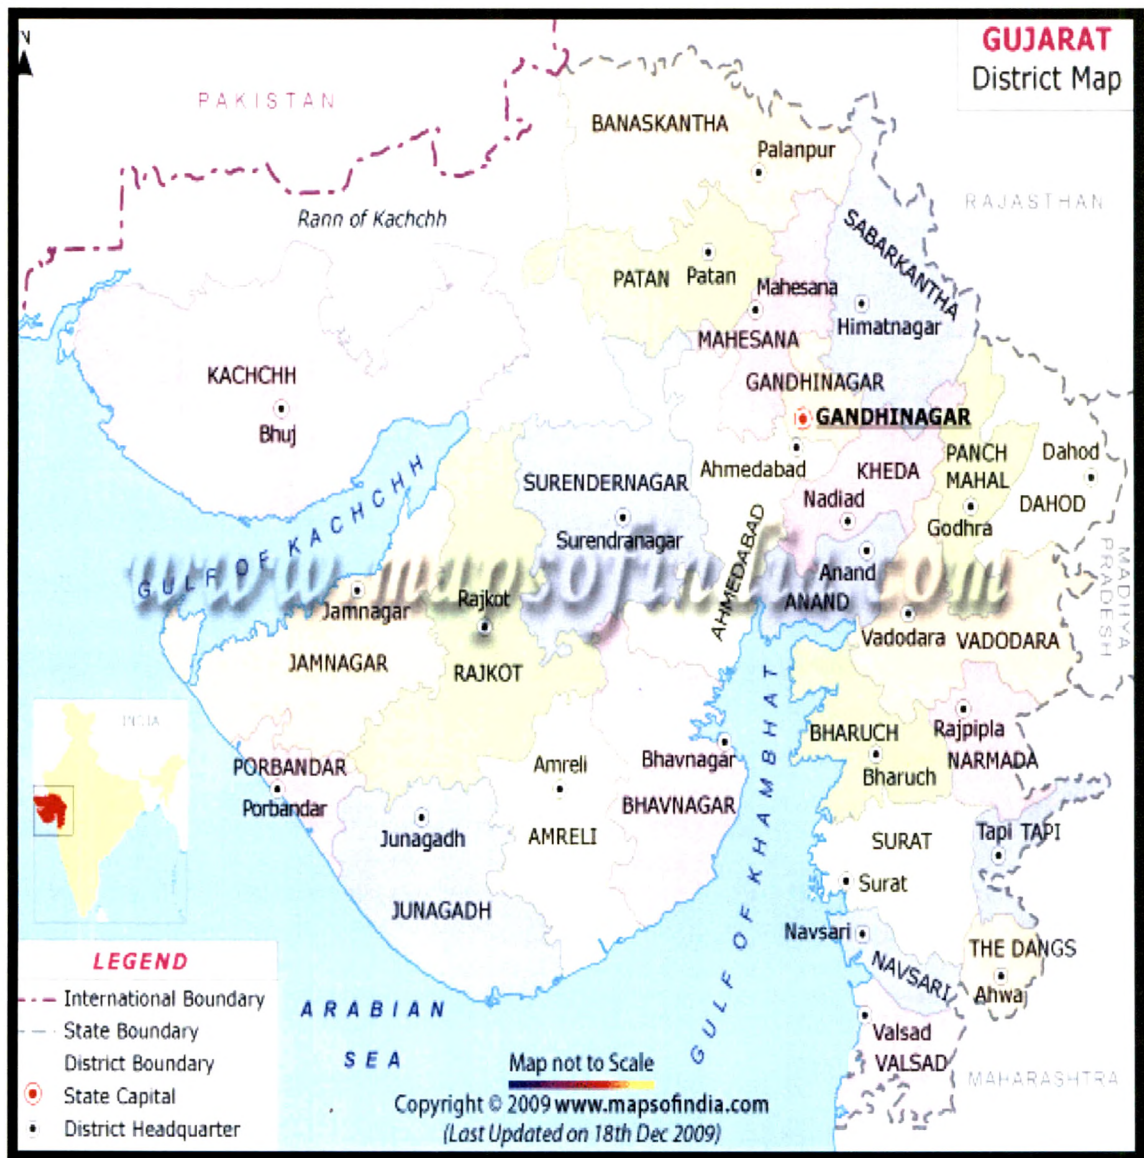 N
GUJARAT
District Map
PAKISTAN
BANASKANTHA
Palanpur
RAJASTHAN
Rann of Kachchh
SABARKANTHA
PATAN
Patan
Mahesana
Himatnagar
MAHESANA
KACHCHH
GANDHINAGAR
Bhuj
GANDHINAGAR
Ahmedabad
KHEDA
PANCH
MAHAL
Dahod
DAHOD
SURENDERNAGAR
Nadiad
Godhra
GULF OF KACHCHH
Surendranagar
AHMEDABAD
Anand
ANAND
MADHYA
PRADESH
www.mapsofindia.com
Jamnagar
Rajkot
Vadodara
VADODARA
JAMNAGAR
RAJKOT
INDIA
Rajpipla
NARMADA
BHARUCH
Bharuch
PORBANDAR
Porbandar
Amreli
AMRELI
Bhavnagar
BHAVNAGAR
GULF OF KHAMBHAT
Junagadh
JUNAGADH
SURAT
Surat
Tapi TAPI
Navsari
NAVSARI
THE DANGS
Ahwaj
LEGEND
International Boundary
State Boundary
District Boundary
State Capital
District Headquarter
ARABIAN
SEA
Valsad
VALSAD
MAHARASHTRA
Map not to Scale
Copyright © 2009 www.mapsofindia.com
(Last Updated on 18th Dec 2009)